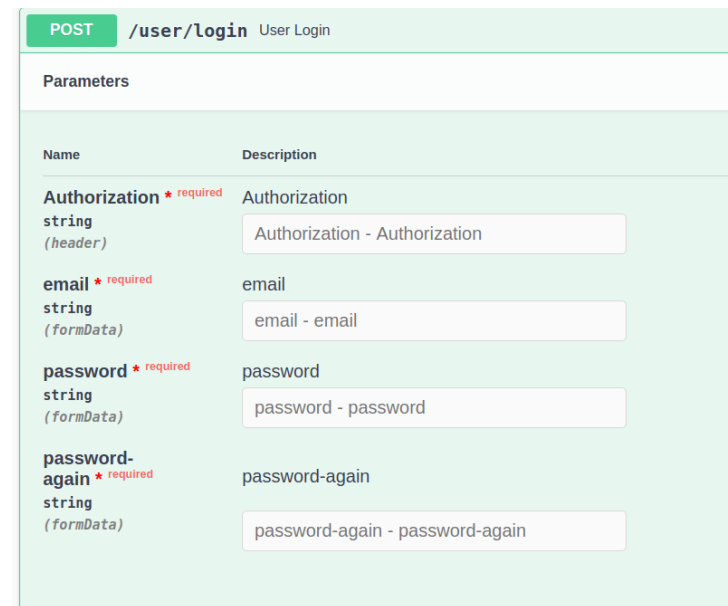 POST /user/login User Login
Parameters
Name Description
Authorization * required Authorization
string
(header)
Authorization - Authorization
email * required email
string
(formData)
email - email
password * required password
string
(formData)
password - password
password-
again * required
password-again
string
(formData)
password-again - password-again